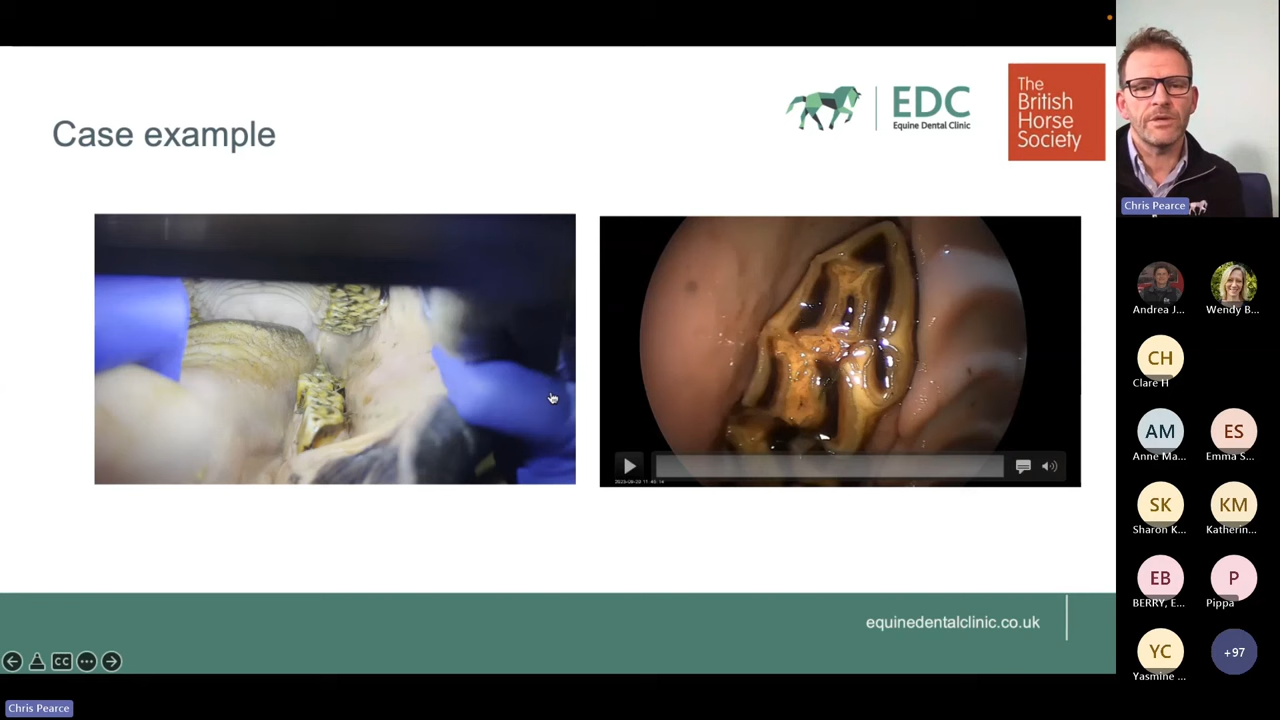 Case example
EDC
Equine Dental Clinic
The
British
Horse
Society
Chris Pearce
Andrea J...
Wendy B...
CH
Clare H
AM
Anne Ma...
ES
Emma S...
SK
Sharon K...
KM
Katherin...
EB
BERRY, E...
P
Pippa
YC
Yasmine ...
+97
equinedentalclinic.co.uk
CC
Chris Pearce